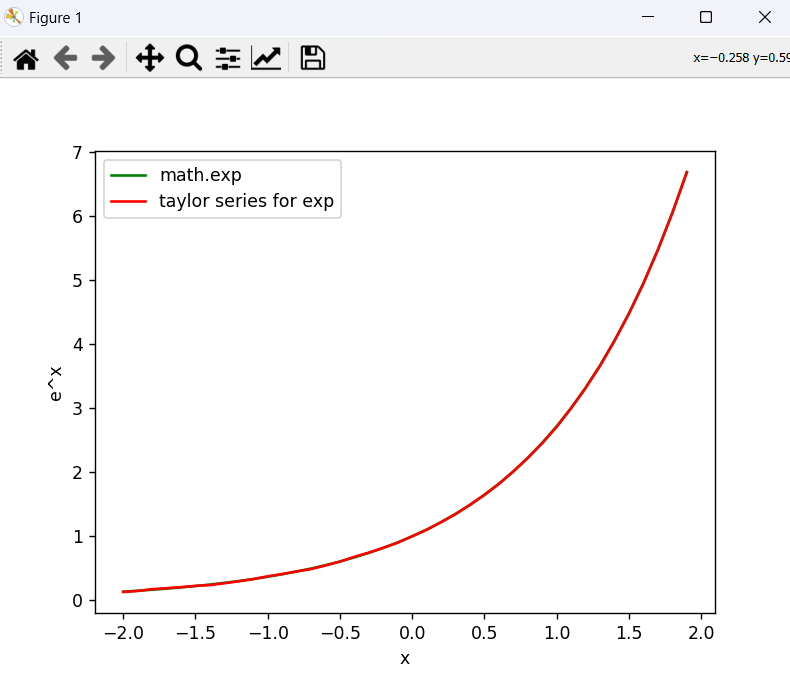 Figure 1
x=−0.258 y=0.59
7
math.exp
taylor series for exp
6
5
4
3
2
1
0
e^x
−2.0 −1.5 −1.0 −0.5 0.0 0.5 1.0 1.5 2.0
x